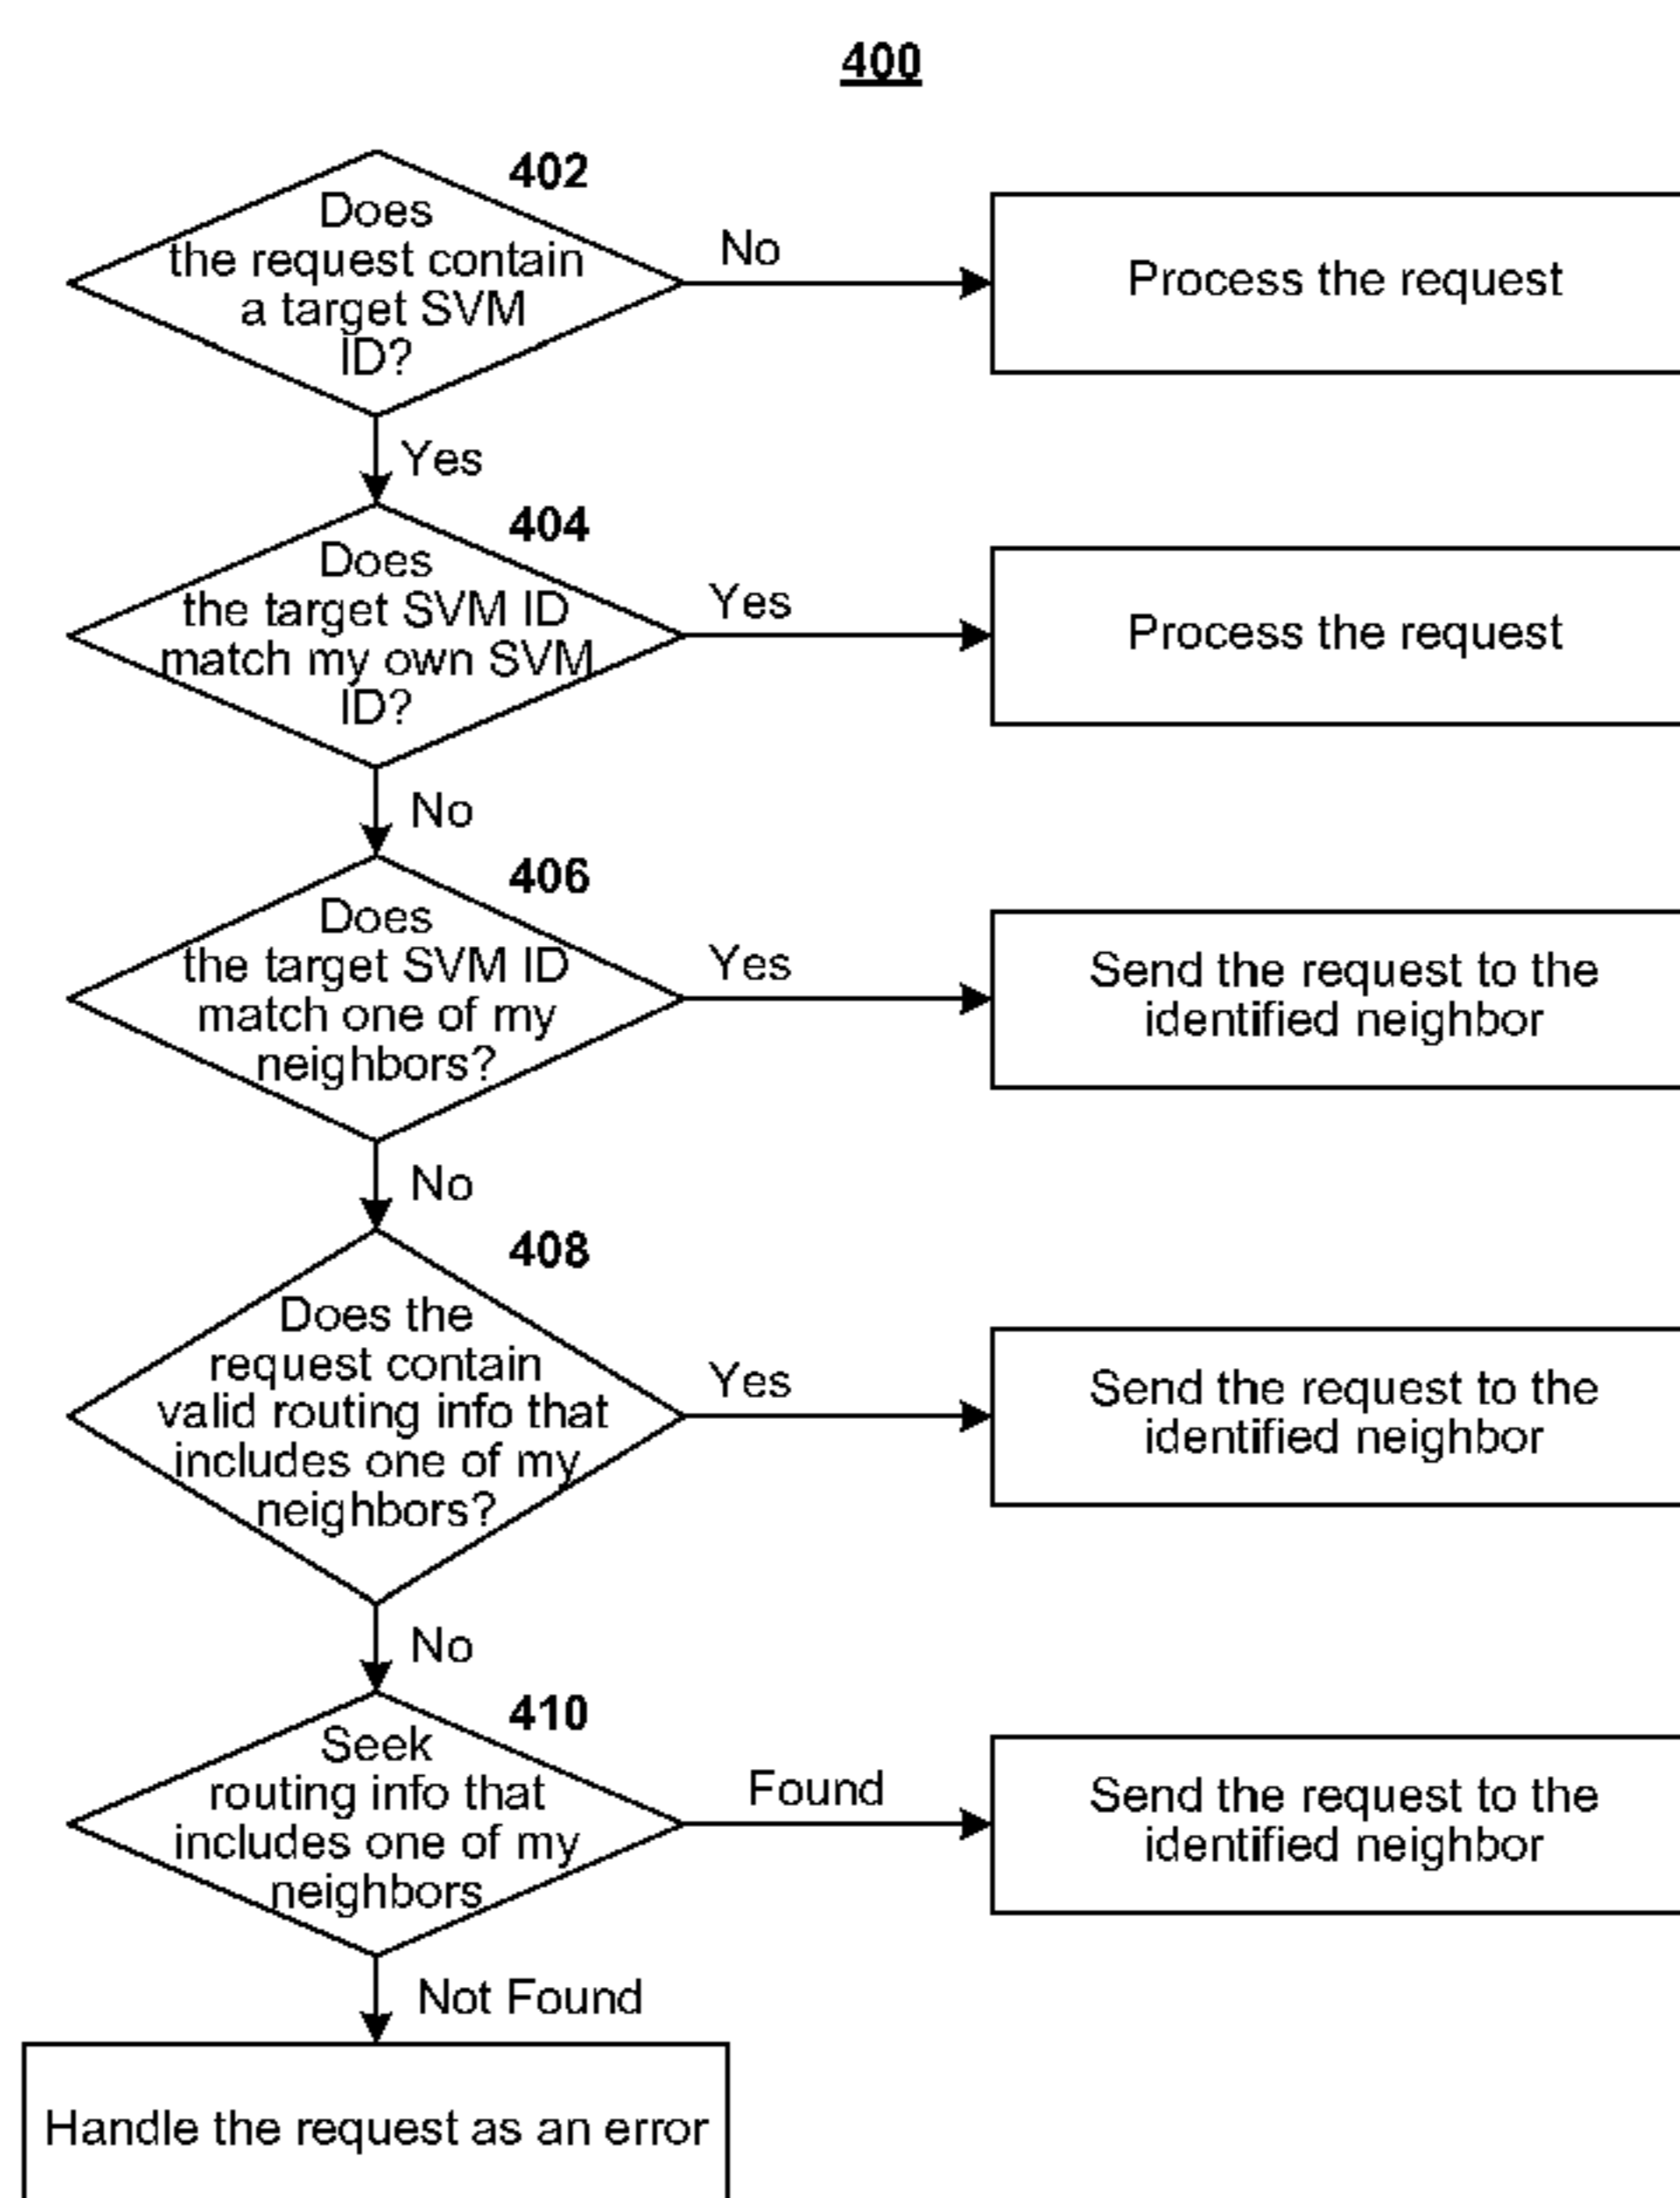 400
402
Does
the request contain
a target SVM
ID?
No
Process the request
Yes
404
Does
the target SVM ID
match my own SVM
ID?
Yes
Process the request
No
406
Does
the target SVM ID
match one of my
neighbors?
Yes
Send the request to the
identified neighbor
No
408
Does the
request contain
valid routing info that
includes one of my
neighbors?
Yes
Send the request to the
identified neighbor
No
410
Seek
routing info that
includes one of my
neighbors
Found
Send the request to the
identified neighbor
Not Found
Handle the request as an error